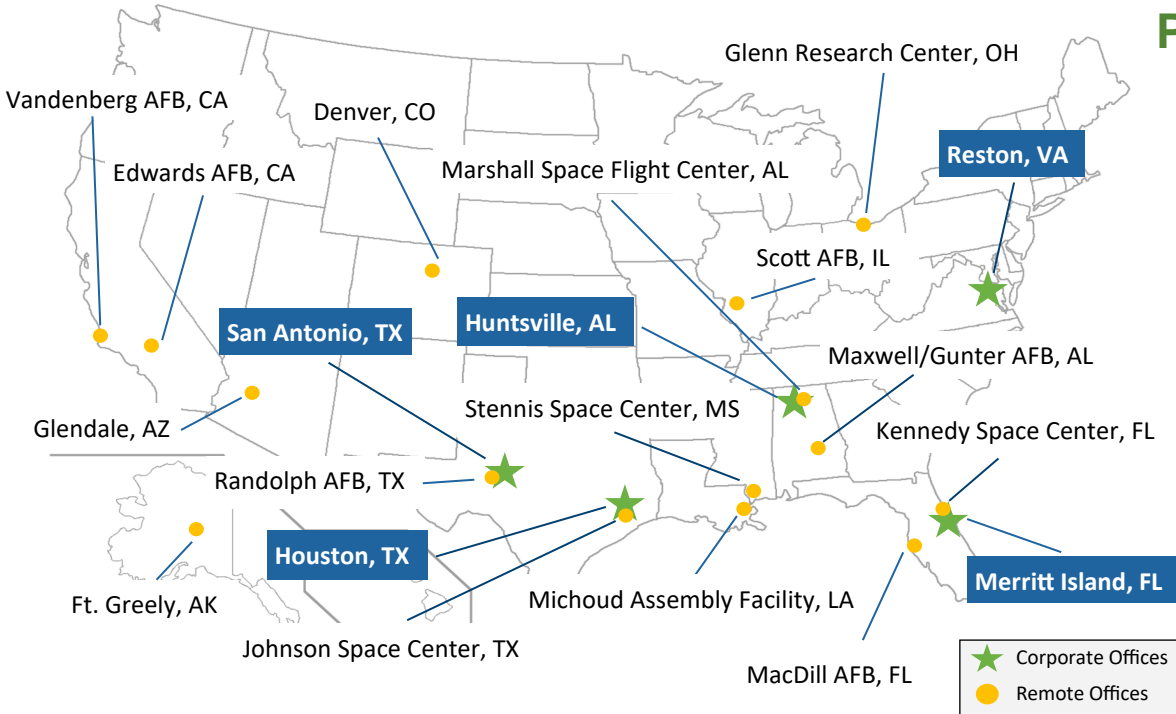 P
Glenn Research Center, OH
Vandenberg AFB, CA
Denver, CO
Reston, VA
Edwards AFB, CA
Marshall Space Flight Center, AL
Scott AFB, IL
San Antonio, TX
Huntsville, AL
Maxwell/Gunter AFB, AL
Stennis Space Center, MS
Glendale, AZ
Kennedy Space Center, FL
Randolph AFB, TX
Houston, TX
Merritt Island, FL
Ft. Greely, AK
Michoud Assembly Facility, LA
Johnson Space Center, TX
MacDill AFB, FL
Corporate Offices
Remote Offices